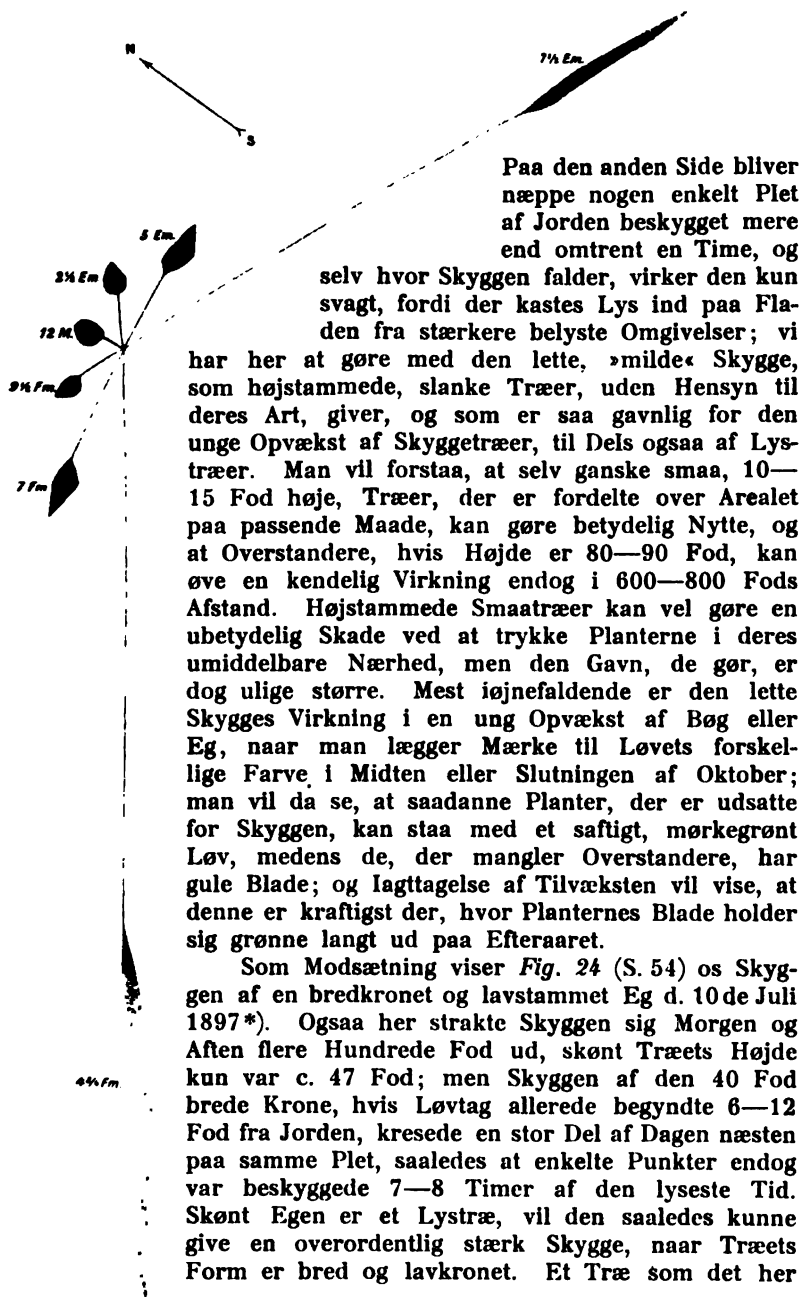 N
S
7½ Em.
5 Em.
2½ Em
12 M.
9½ Fm.
7 Fm
Paa den anden Side bliver
næppe nogen enkelt Plet
af Jorden beskygget mere
end omtrent en Time, og
selv hvor Skyggen falder, virker den kun
svagt, fordi der kastes Lys ind paa Fla-
den fra stærkere belyste Omgivelser; vi
har her at gøre med den lette, »milde« Skygge,
som højstammede, slanke Træer, uden Hensyn til
deres Art, giver, og som er saa gavnlig for den
unge Opvækst af Skyggetræer, til Dels ogsaa af Lys-
træer. Man vil forstaa, at selv ganske smaa, 10—
15 Fod høje, Træer, der er fordelte over Arealet
paa passende Maade, kan gøre betydelig Nytte, og
at Overstandere, hvis Højde er 80—90 Fod, kan
øve en kendelig Virkning endog i 600—800 Fods
Afstand. Højstammede Smaatræer kan vel gøre en
ubetydelig Skade ved at trykke Planterne i deres
umiddelbare Nærhed, men den Gavn, de gør, er
dog ulige større. Mest iøjnefaldende er den lette
Skygges Virkning i en ung Opvækst af Bøg eller
Eg, naar man lægger Mærke til Løvets forskel-
lige Farve i Midten eller Slutningen af Oktober;
man vil da se, at saadanne Planter, der er udsatte
for Skyggen, kan staa med et saftigt, mørkegrønt
Løv, medens de, der mangler Overstandere, har
gule Blade; og Iagttagelse af Tilvæksten vil vise, at
denne er kraftigst der, hvor Planternes Blade holder
sig grønne langt ud paa Efteraaret.
Som Modsætning viser Fig. 24 (S. 54) os Skyg-
gen af en bredkronet og lavstammet Eg d. 10de Juli
1897*). Ogsaa her strakte Skyggen sig Morgen og
Aften flere Hundrede Fod ud, skønt Træets Højde
kun var c. 47 Fod; men Skyggen af den 40 Fod
brede Krone, hvis Løvtag allerede begyndte 6—12
Fod fra Jorden, kresede en stor Del af Dagen næsten
paa samme Plet, saaledes at enkelte Punkter endog
var beskyggede 7—8 Timer af den lyseste Tid.
Skønt Egen er et Lystræ, vil den saaledes kunne
give en overordentlig stærk Skygge, naar Træets
Form er bred og lavkronet. Et Træ som det her